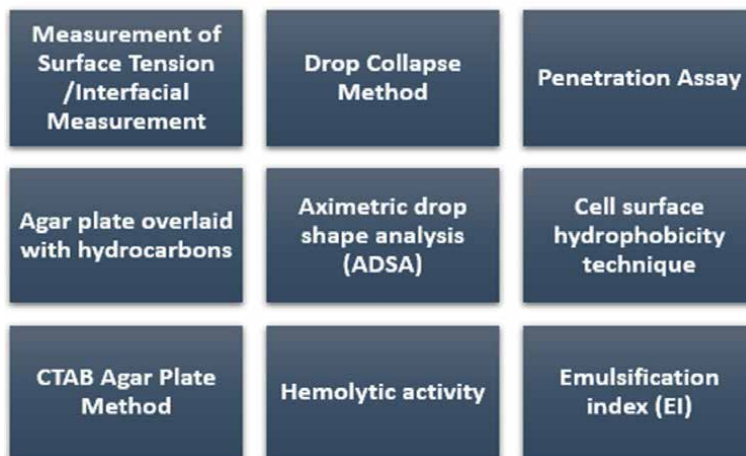 Measurement of
Surface Tension
/Interfacial
Measurement
Drop Collapse
Method
Penetration Assay
Agar plate overlaid
with hydrocarbons
Aximetric drop
shape analysis
(ADSA)
Cell surface
hydrophobicity
technique
CTAB Agar Plate
Method
Hemolytic activity
Emulsification
index (EI)